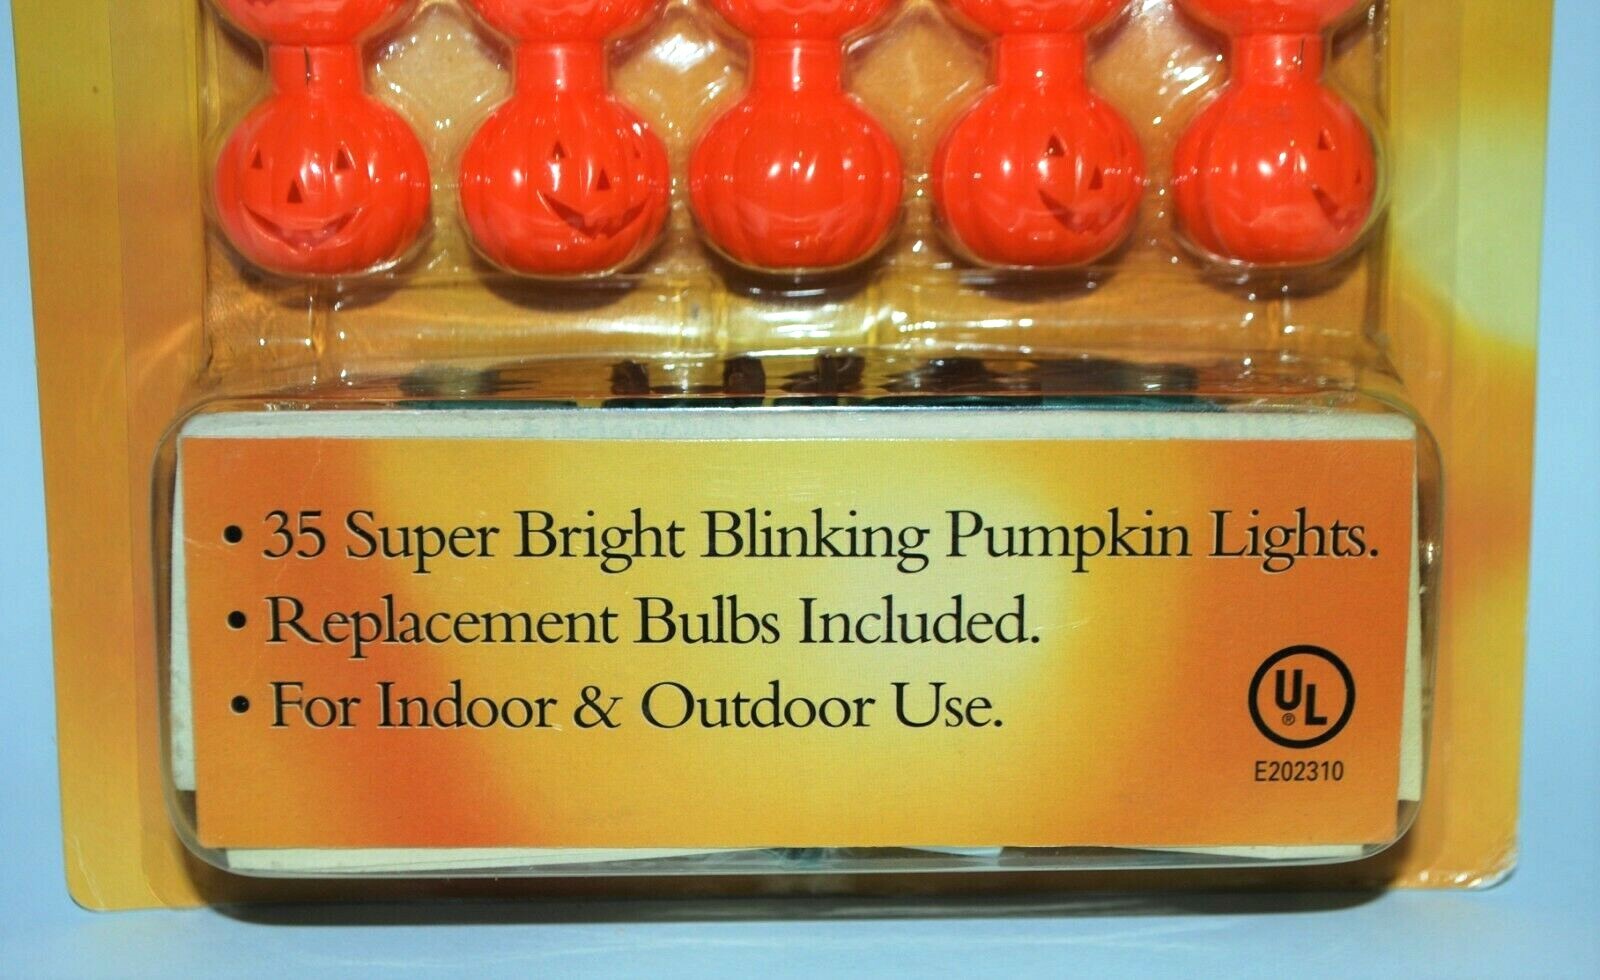 • 35 Super Bright Blinking Pumpkin Lights.
• Replacement Bulbs Included.
• For Indoor & Outdoor Use.
UL ®
E202310